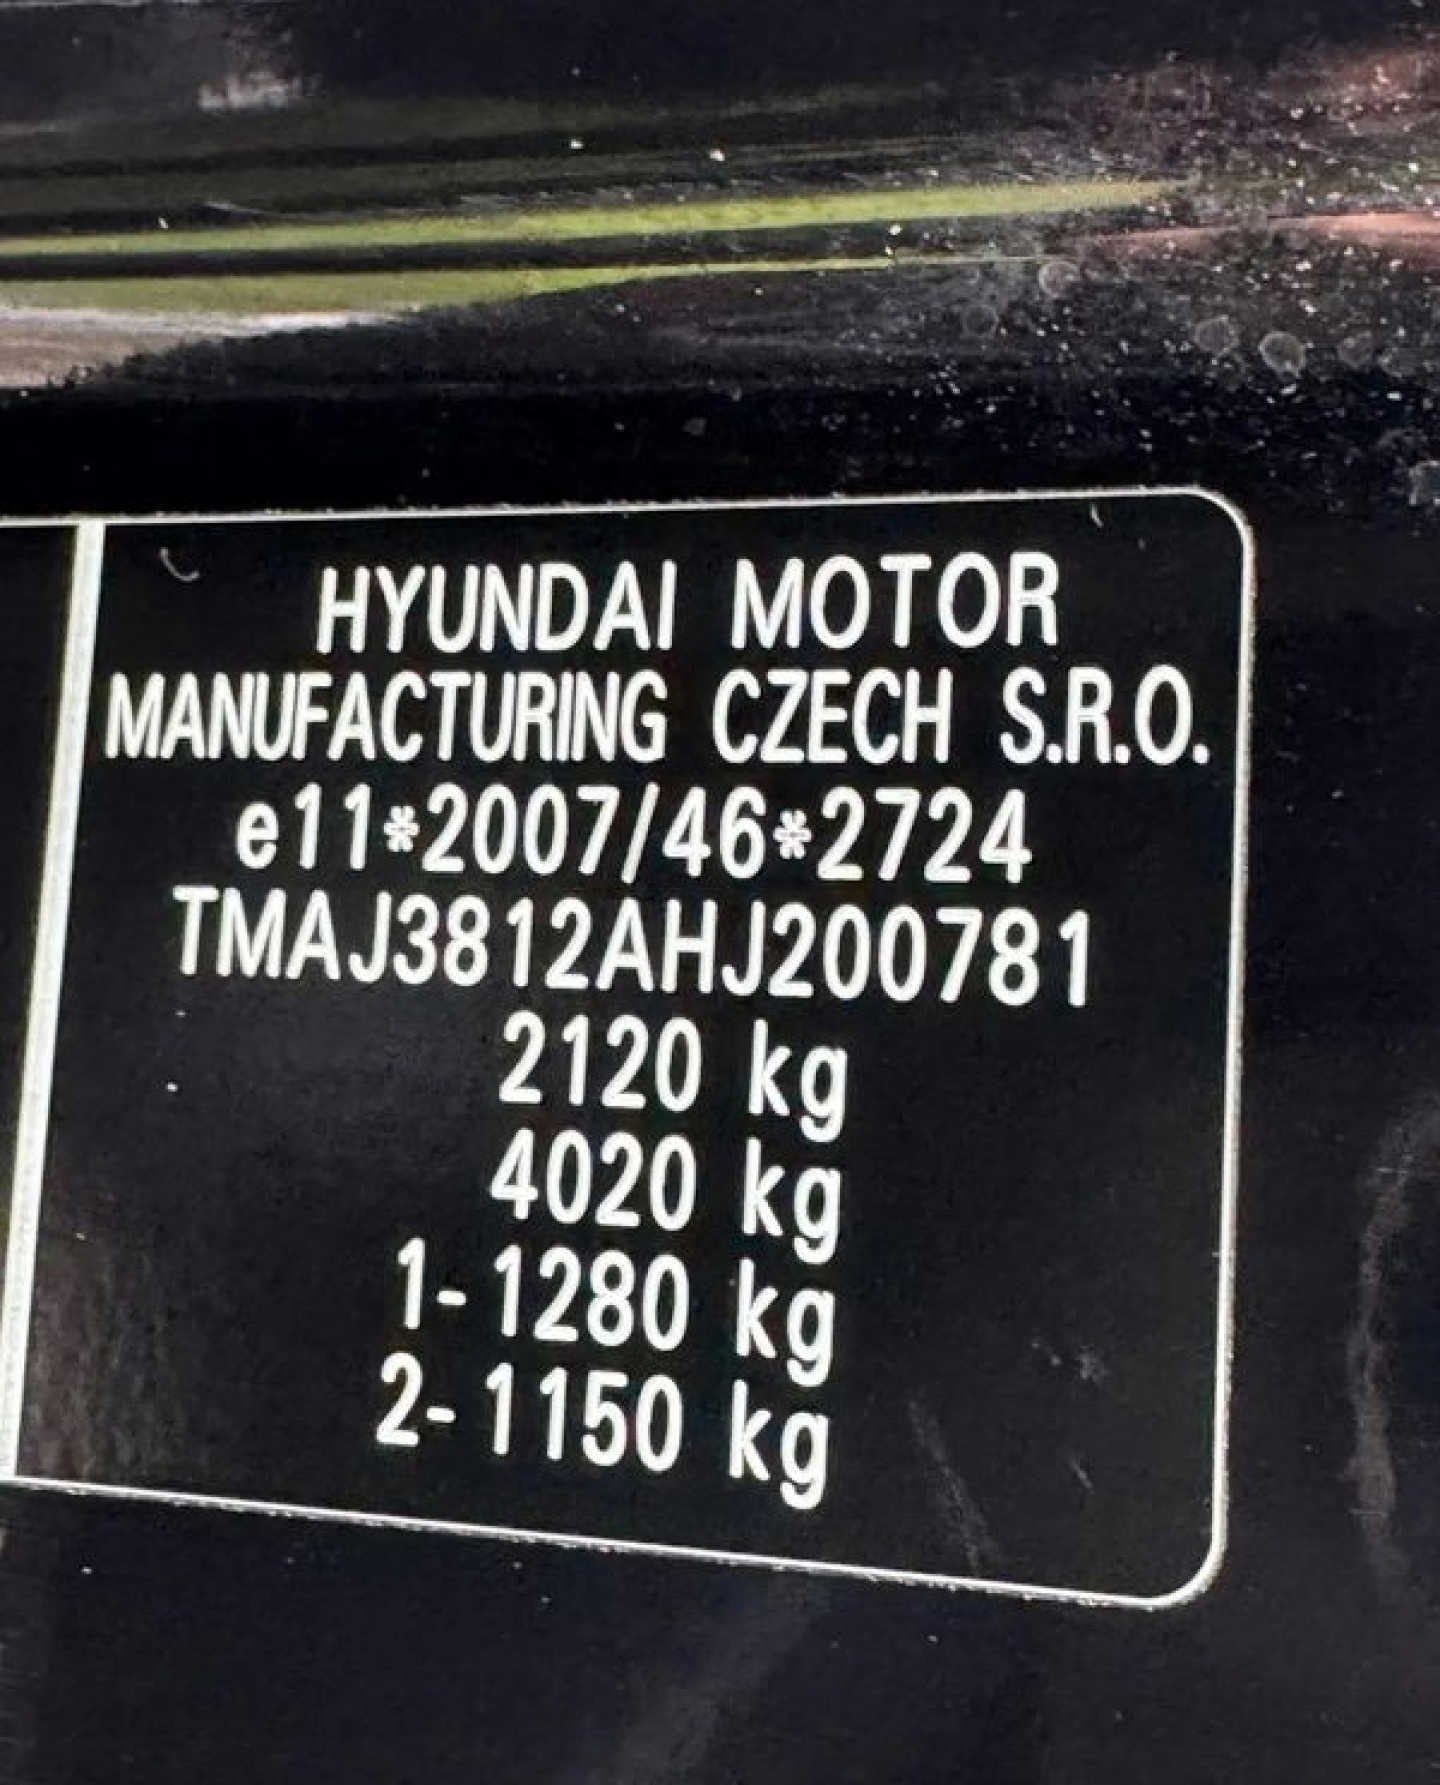 HYUNDAI MOTOR
MANUFACTURING CZECH S.R.O.
e11*2007/46*2724
TMAJ3812AHJ200781
2120 kg
4020 kg
1-1280 kg
2-1150 kg